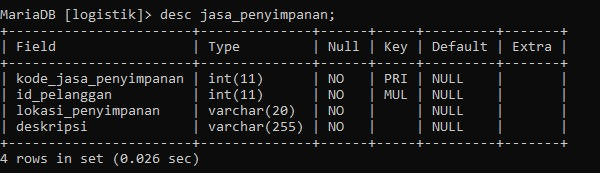 MariaDB [logistik]> desc jasa_penyimpanan;
+-----------------------+--------------+------+-----+---------+-------+
| Field                 | Type         | Null | Key | Default | Extra |
+-----------------------+--------------+------+-----+---------+-------+
| kode_jasa_penyimpanan | int(11)      | NO   | PRI | NULL    |       |
| id_pelanggan          | int(11)      | NO   | MUL | NULL    |       |
| lokasi_penyimpanan    | varchar(20)  | NO   |     | NULL    |       |
| deskripsi             | varchar(255) | NO   |     | NULL    |       |
+-----------------------+--------------+------+-----+---------+-------+
4 rows in set (0.026 sec)